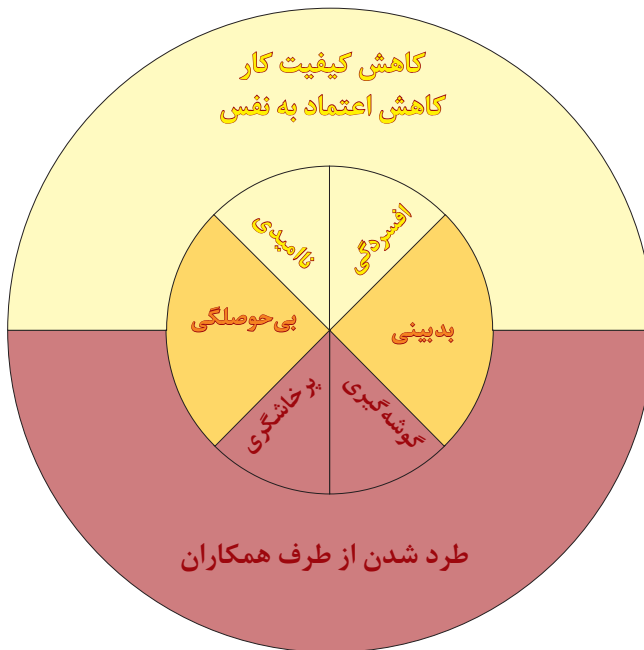 کاهش کیفیت کار
کاهش اعتماد به نفس
افسردگی
ناامیدی
بدبینی
بی‌حوصلگی
گوشه‌گیری
پرخاشگری
طرد شدن از طرف همکاران